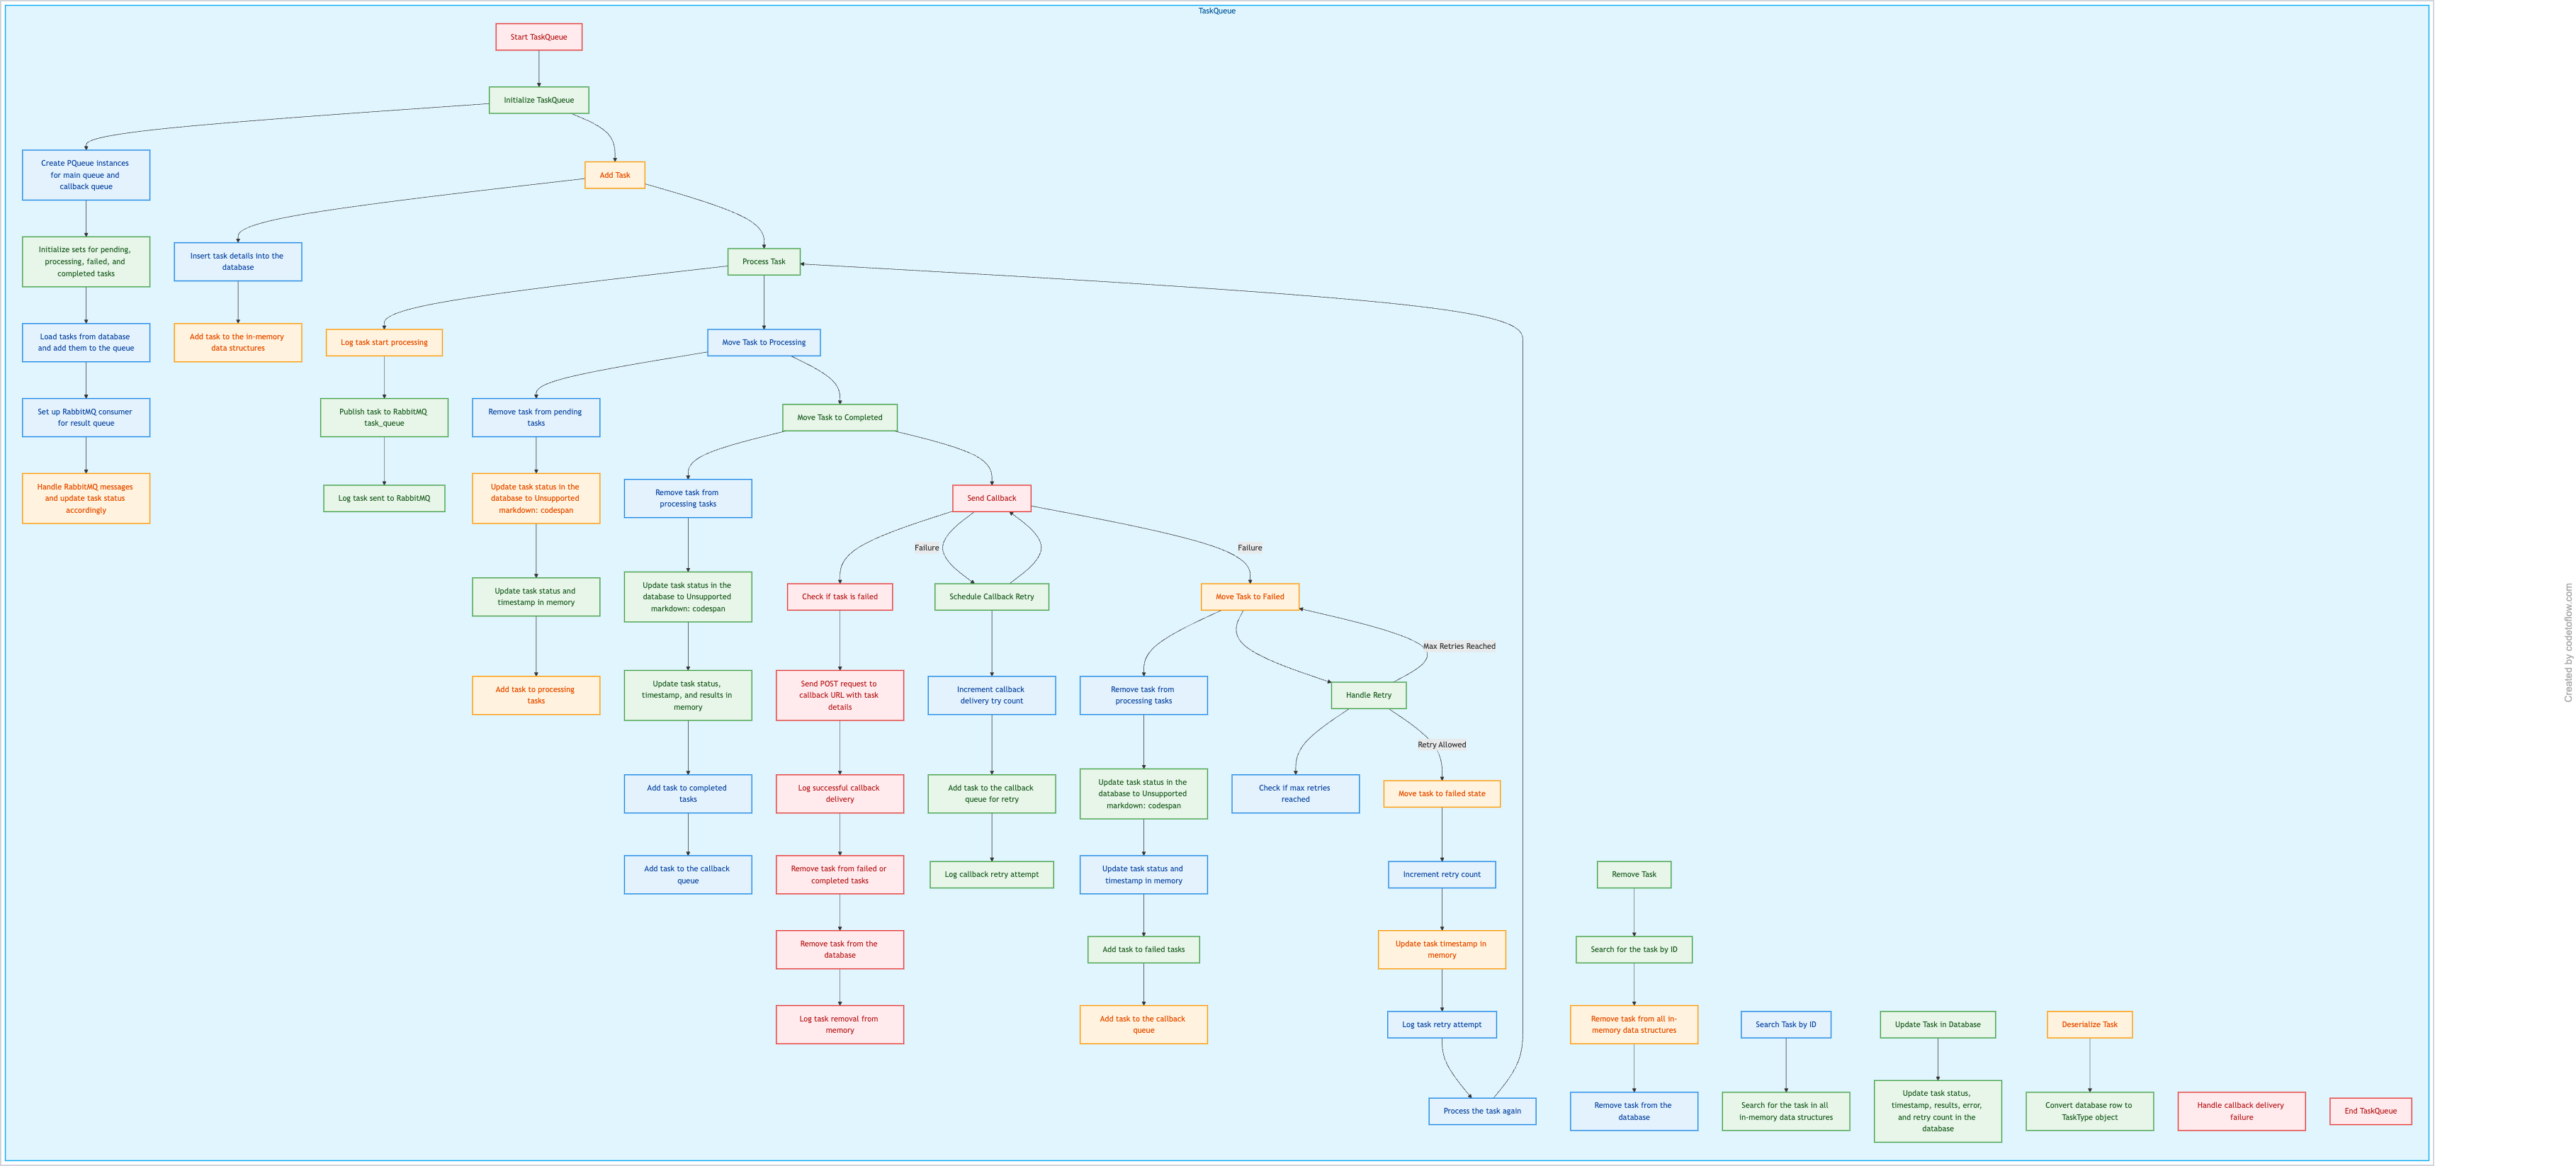 TaskQueue
Start TaskQueue
Initialize TaskQueue
Create PQueue instances
for main queue and
callback queue
Add Task
Initialize sets for pending,
processing, failed, and
completed tasks
Insert task details into the
database
Process Task
Load tasks from database
and add them to the queue
Add task to the in-memory
data structures
Log task start processing
Move Task to Processing
Set up RabbitMQ consumer
for result queue
Publish task to RabbitMQ
task_queue
Remove task from pending
tasks
Move Task to Completed
Handle RabbitMQ messages
and update task status
accordingly
Log task sent to RabbitMQ
Update task status in the
database to Unsupported
markdown: codespan
Remove task from
processing tasks
Send Callback
Failure
Failure
Update task status and
timestamp in memory
Update task status in the
database to Unsupported
markdown: codespan
Check if task is failed
Schedule Callback Retry
Move Task to Failed
Max Retries Reached
Add task to processing
tasks
Update task status,
timestamp, and results in
memory
Send POST request to
callback URL with task
details
Increment callback
delivery try count
Remove task from
processing tasks
Handle Retry
Retry Allowed
Add task to completed
tasks
Log successful callback
delivery
Add task to the callback
queue for retry
Update task status in the
database to Unsupported
markdown: codespan
Check if max retries
reached
Move task to failed state
Add task to the callback
queue
Remove task from failed or
completed tasks
Log callback retry attempt
Update task status and
timestamp in memory
Increment retry count
Remove Task
Remove task from the
database
Add task to failed tasks
Update task timestamp in
memory
Search for the task by ID
Log task removal from
memory
Add task to the callback
queue
Log task retry attempt
Remove task from all in-
memory data structures
Search Task by ID
Update Task in Database
Deserialize Task
Process the task again
Remove task from the
database
Search for the task in all
in-memory data structures
Update task status,
timestamp, results, error,
and retry count in the
database
Convert database row to
TaskType object
Handle callback delivery
failure
End TaskQueue
Created by codetoflow.com